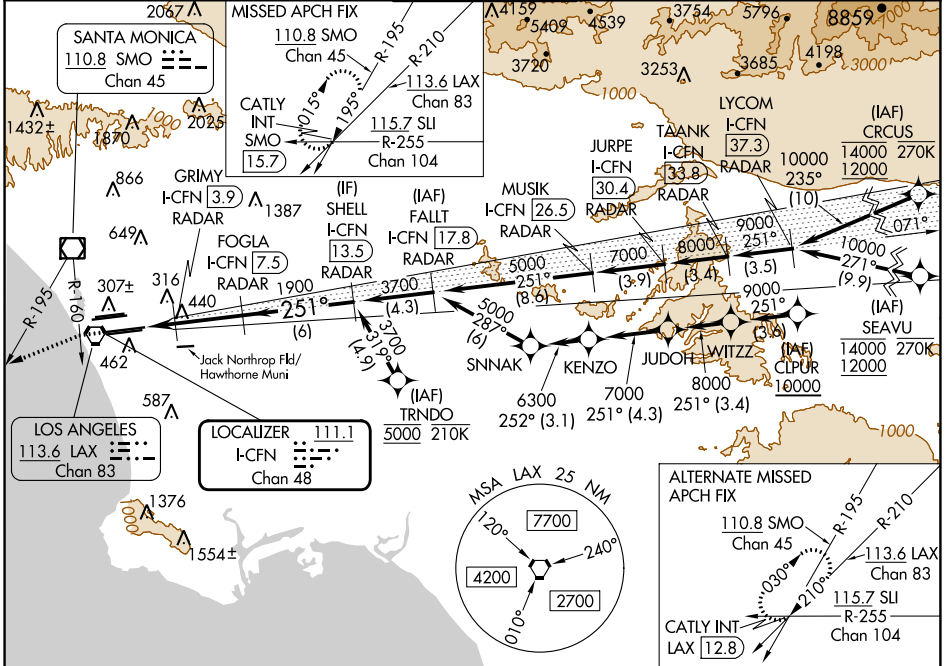 2067
SANTA MONICA
110.8 SMO
Chan 45
MISSED APCH FIX
110.8 SMO
Chan 45
R-195
R-210
113.6 LAX
Chan 83
015°
195°
CATLY
INT
SMO
15.7
115.7 SLI
R-255
Chan 104
4159
5409
4539
3754
5796
8859
7000
3720
3253
3685
4198
3000
1000
1432±
1870
1000
2025
866
649
1387
307±
316
440
462
587
GRIMY
I-CFN 3.9
RADAR
FOGLA
I-CFN 7.5
RADAR
(IF)
SHELL
I-CFN
13.5
RADAR
(IAF)
FALLT
I-CFN 17.8
RADAR
MUSIK
I-CFN 26.5
RADAR
JURPE
I-CFN
30.4
RADAR
TAANK
I-CFN
33.8
RADAR
LYCOM
I-CFN
37.3
RADAR
(IAF)
CRCUS
14000 270K
12000
10000
235°
(10)
071°
1900
251°
(6)
3700
(4.3)
5000
251°
(8.6)
7000
(3.9)
8000
(3.4)
9000
251°
(3.5)
10000
271°
(9.9)
9000
251°
(3.6)
(IAF)
SEAVU
14000 270K
12000
(IAF)
CLPUR
10000
5000
287°
(6)
3700
319°
(4.9)
(IAF)
TRNDO
5000 210K
SNNAK
KENZO
JUDOH
WITZZ
6300
252° (3.1)
7000
251° (4.3)
8000
251° (3.4)
R-195
R-160
Jack Northrop Fld/
Hawthorne Muni
LOS ANGELES
113.6 LAX
Chan 83
LOCALIZER 111.1
I-CFN
Chan 48
1000
1376
1554±
MSA LAX 25 NM
120°
240°
010°
7700
4200
2700
1000
ALTERNATE MISSED
APCH FIX
110.8 SMO
Chan 45
R-195
R-210
113.6 LAX
Chan 83
030°
210°
115.7 SLI
R-255
Chan 104
CATLY INT
LAX 12.8